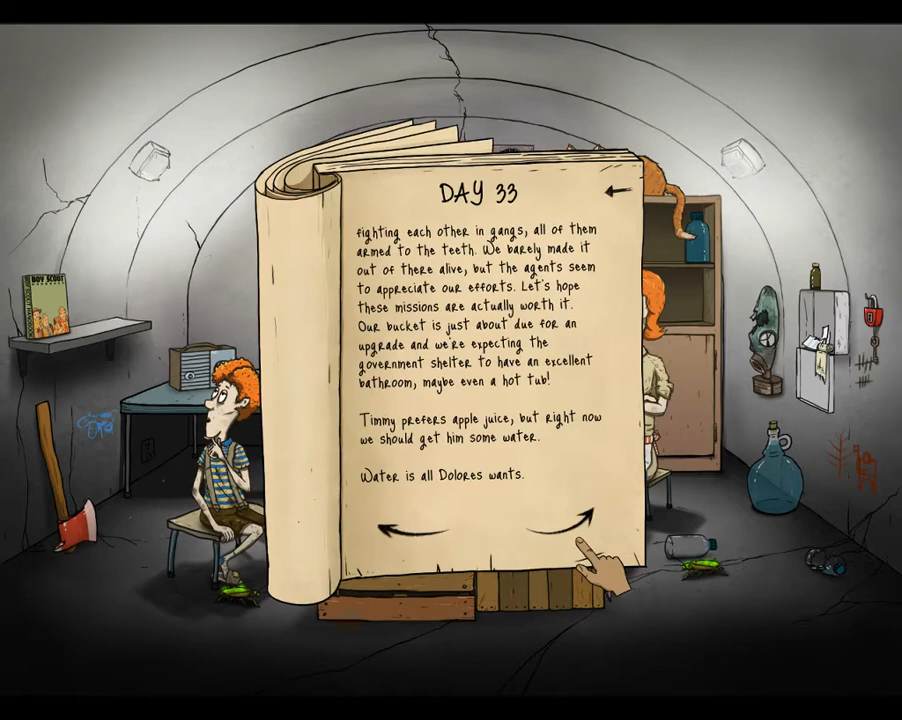 DAY 33
fighting each other in gangs, all of them
armed to the teeth. We barely made it
out of there alive, but the agents seem
to appreciate our efforts. Let's hope
these missions are actually worth it.
Our bucket is just about due for an
upgrade and we're expecting the
government shelter to have an excellent
bathroom, maybe even a hot tub!
Timmy prefers apple juice, but right now
we should get him some water.
Water is all Dolores wants.
BOY SCOUT